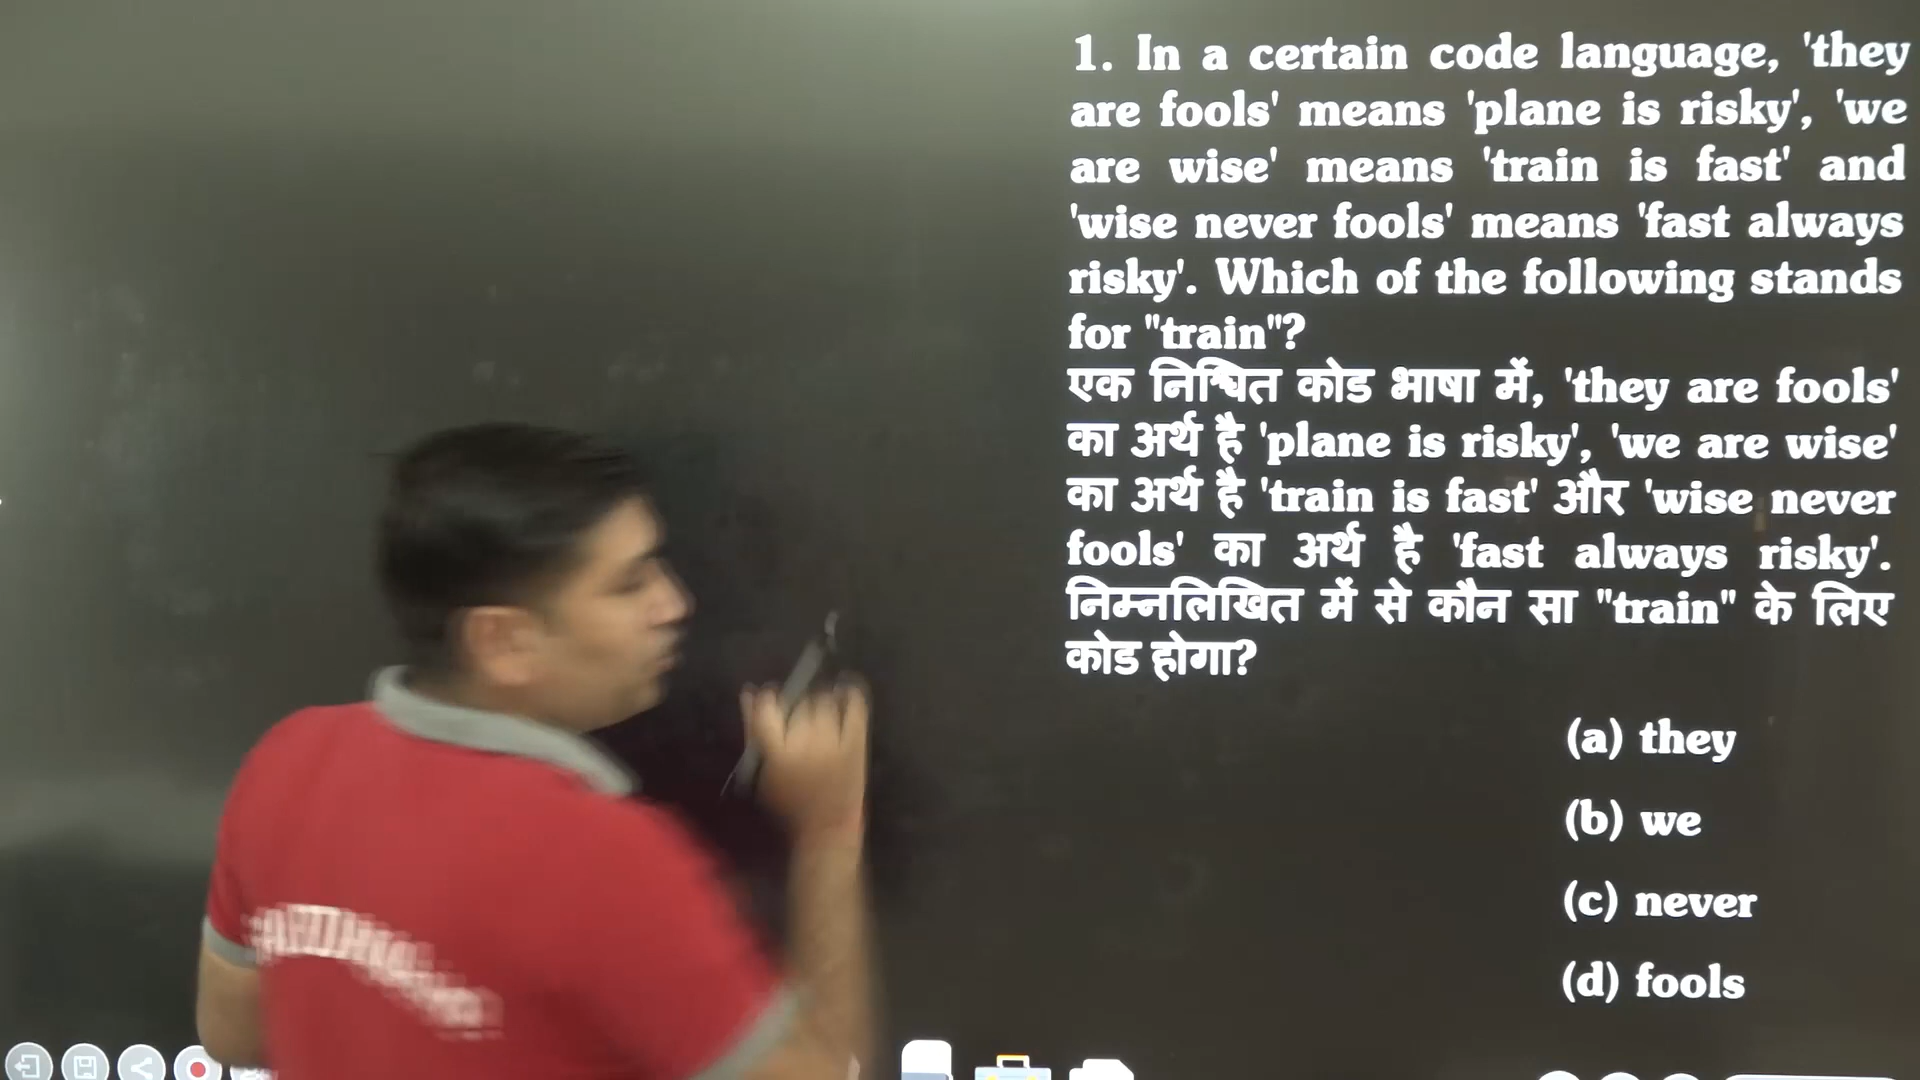 1. In a certain code language, 'they
are fools' means 'plane is risky', 'we
are wise' means 'train is fast' and
'wise never fools' means 'fast always
risky'. Which of the following stands
for "train"?
एक निश्चित कोड भाषा में, 'they are fools'
का अर्थ है 'plane is risky', 'we are wise'
का अर्थ है 'train is fast' और 'wise never
fools' का अर्थ है 'fast always risky'.
निम्नलिखित में से कौन सा "train" के लिए
कोड होगा?
(a) they
(b) we
(c) never
(d) fools